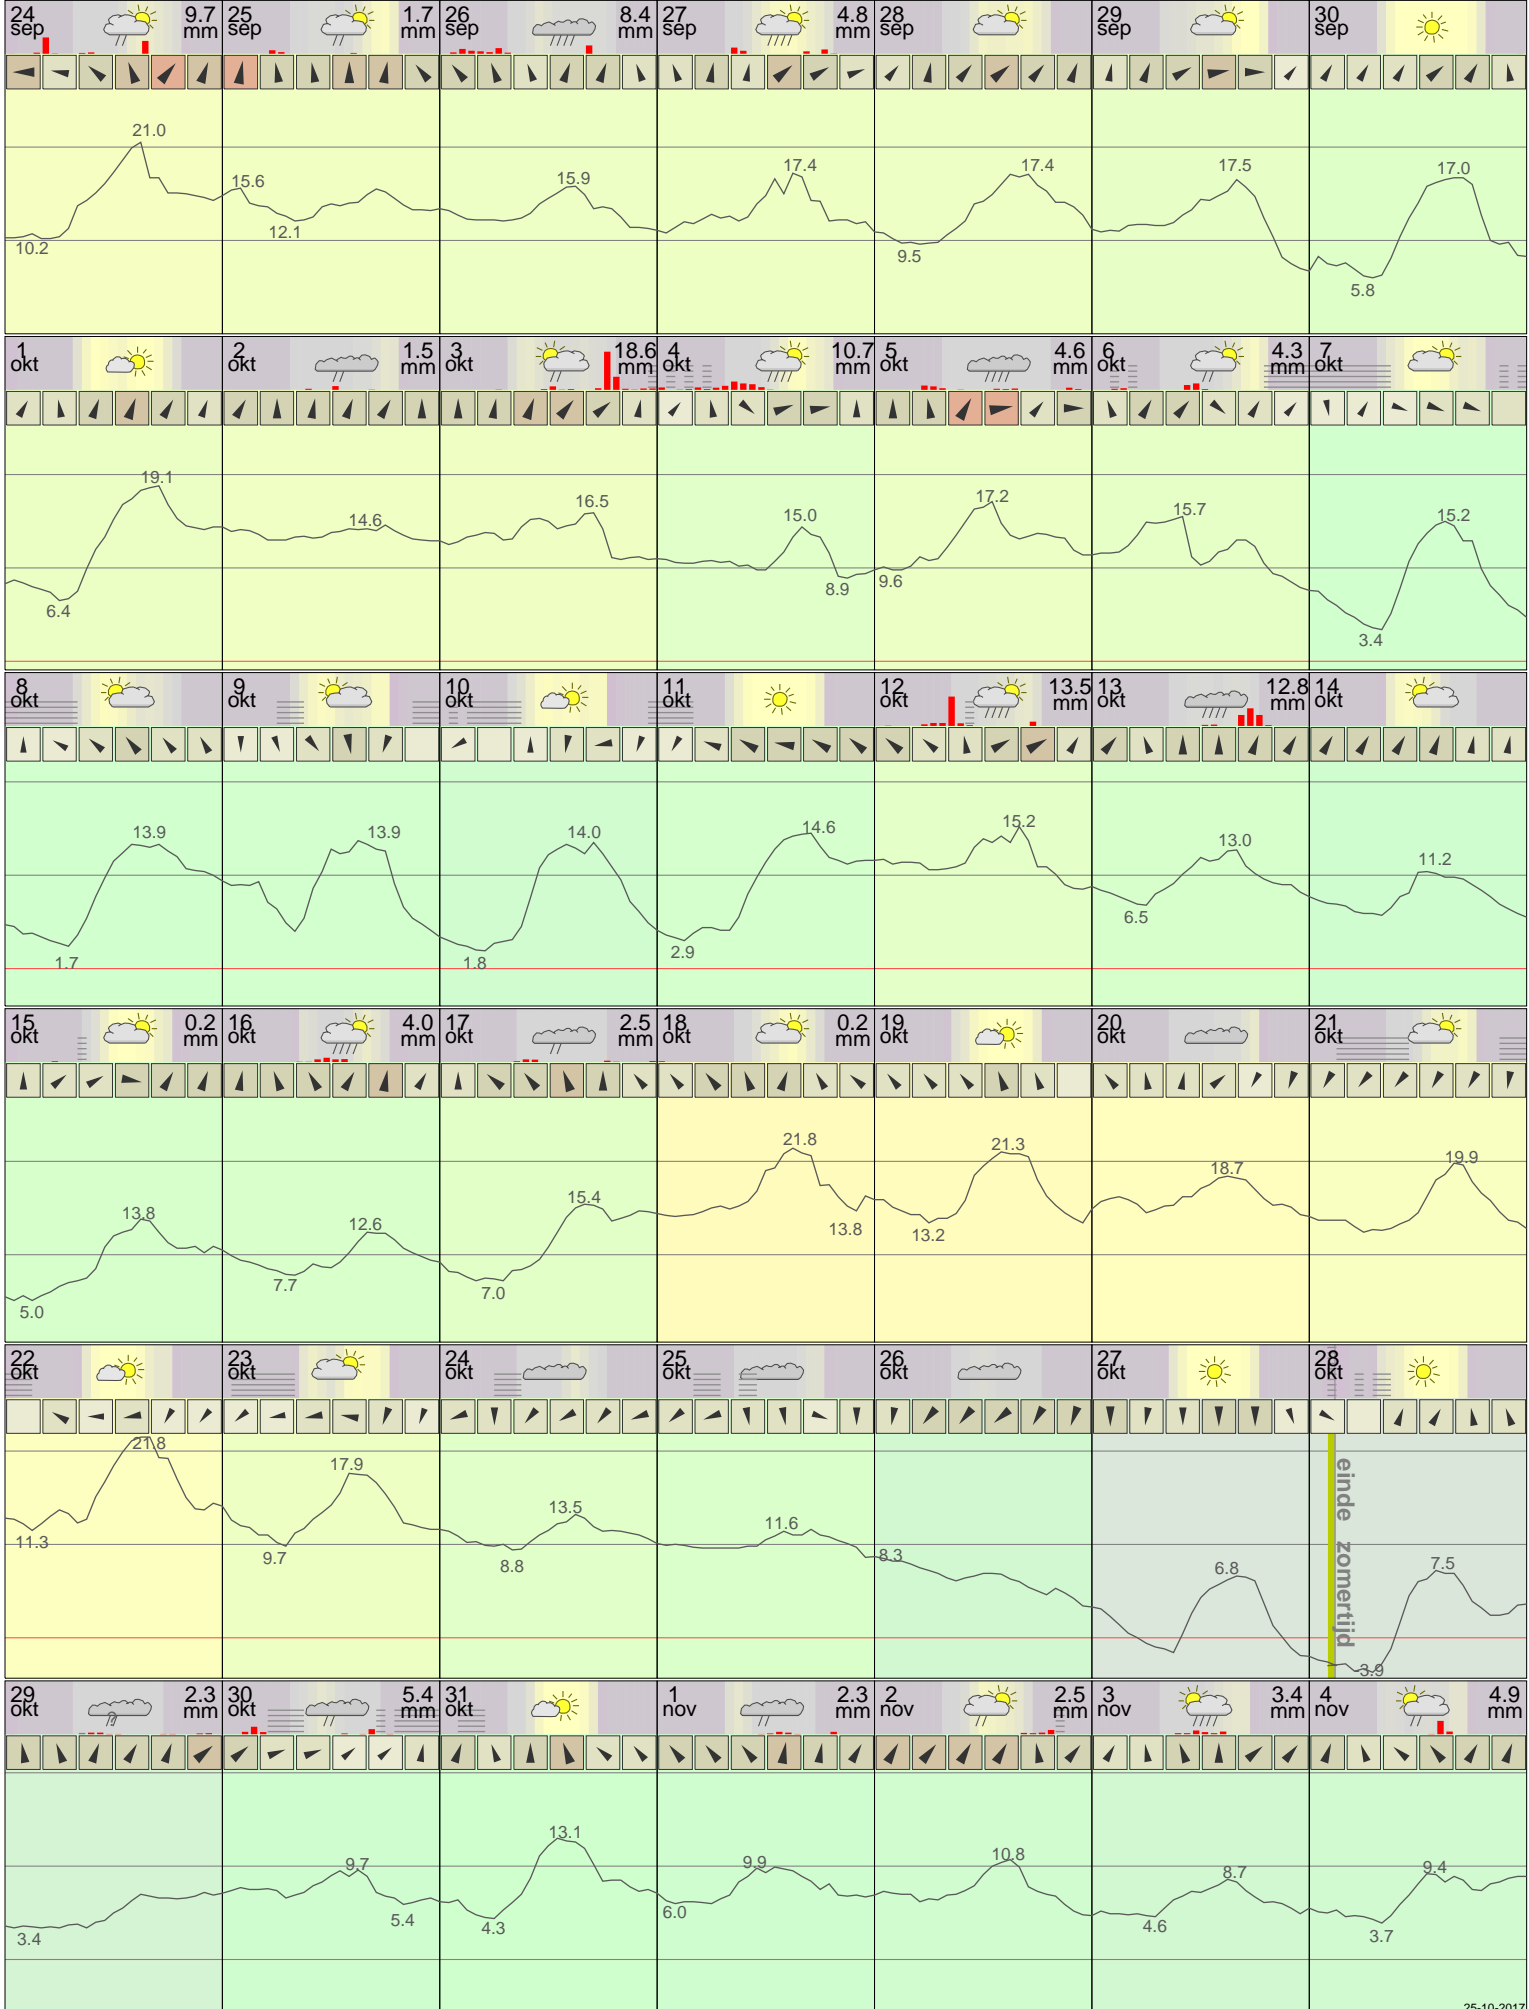 24 9.7 25 1.7 26 8.4 27 4.8 28 29 30
sep mm sep mm sep mm sep mm sep sep sep
21.0 15.6 15.9 17.4 17.4 17.5 17.0
10.2 12.1 9.5 5.8
1 2 1.5 3 18.6 4 10.7 5 4.6 6 4.3 7
okt okt mm okt mm okt mm okt mm okt mm okt
19.1 14.6 16.5 15.0 17.2 15.7 15.2
6.4 8.9 9.6 3.4
8 9 10 11 12 13.5 13 12.8 14
okt okt okt okt okt mm okt mm okt
13.9 13.9 14.0 14.6 15.2 13.0 11.2
1.7 1.8 2.9 6.5
15 0.2 16 4.0 17 2.5 18 0.2 19 20 21
okt mm okt mm okt mm okt mm okt okt okt
13.8 12.6 15.4 21.8 21.3 18.7 19.9
5.0 7.7 7.0 13.8 13.2
22 23 24 25 26 27 28
okt okt okt okt okt okt okt
21.8 17.9 13.5 11.6 8.3 6.8 7.5
11.3 9.7 8.8 -3.9
einde zomertijd
29 2.3 30 5.4 31 1 2.3 2 2.5 3 3.4 4 4.9
okt mm okt mm okt nov mm nov mm nov mm nov mm
?
9.7 13.1 9.9 10.8 8.7 9.4
3.4 5.4 4.3 6.0 4.6 3.7
25-10-2017